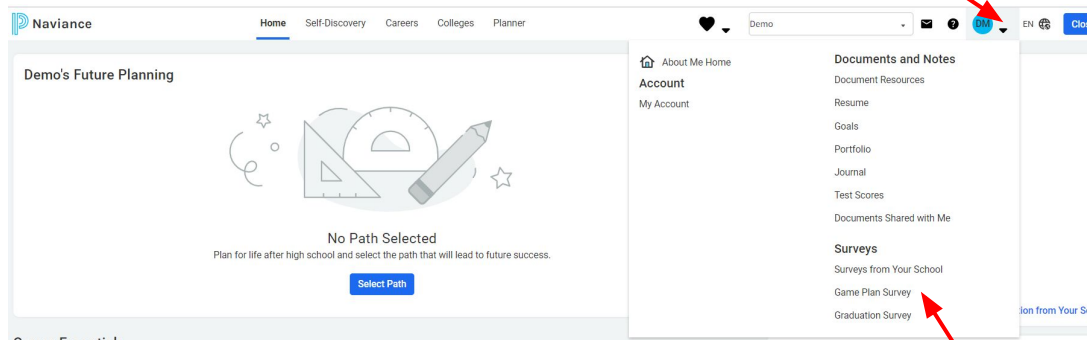 Naviance
Home Self-Discovery Careers Colleges Planner
Demo
DM
EN
Demo's Future Planning
No Path Selected
Plan for life after high school and select the path that will lead to future success.
Select Path
About Me Home
Account
My Account
Documents and Notes
Document Resources
Resume
Goals
Portfolio
Journal
Test Scores
Documents Shared with Me
Surveys
Surveys from Your School
Game Plan Survey
Graduation Survey
from Your